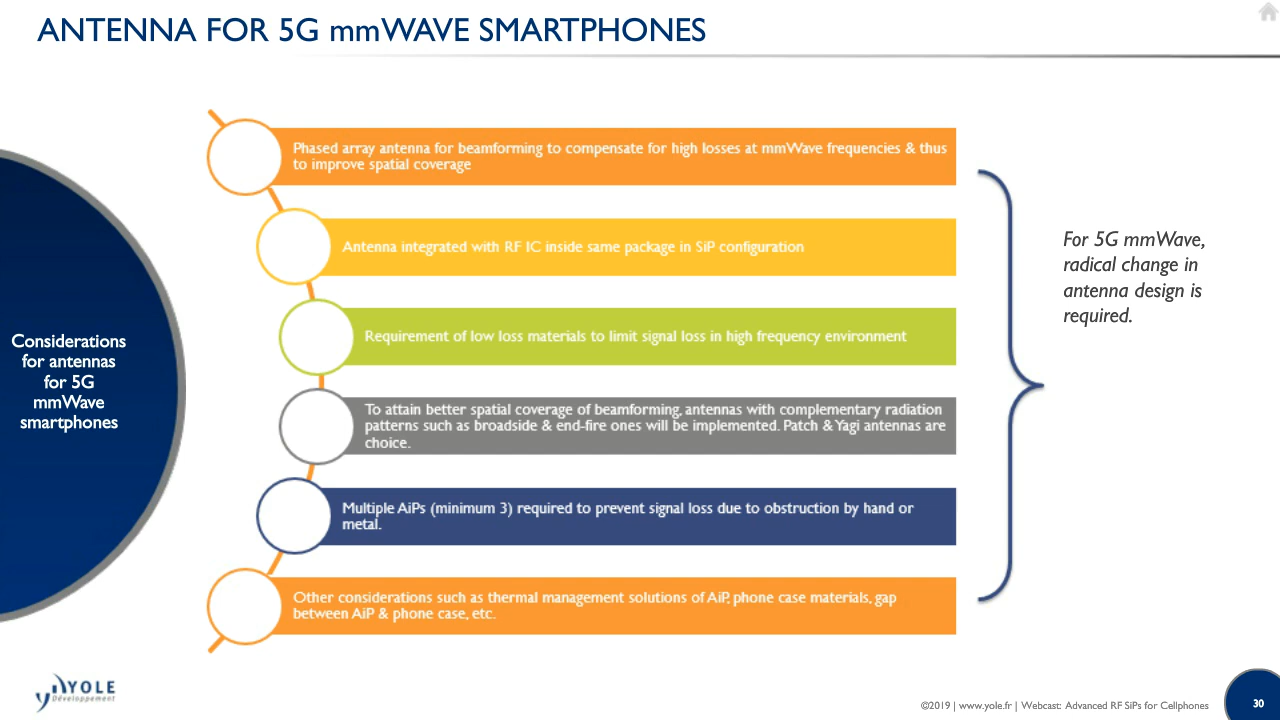 ANTENNA FOR 5G mmWAVE SMARTPHONES
Phased array antenna for beamforming to compensate for high losses at mmWave frequencies & thus
to improve spatial coverage
Antenna integrated with RF IC inside same package in SiP configuration
Requirement of low loss materials to limit signal loss in high frequency environment
To attain better spatial coverage of beamforming, antennas with complementary radiation
patterns such as broadside & end-fire ones will be implemented. Patch & Yagi antennas are
choice.
Multiple AiPs (minimum 3) required to prevent signal loss due to obstruction by hand or
metal.
Other considerations such as thermal management solutions of AiP, phone case materials, gap
between AiP & phone case, etc.
Considerations
for antennas
for 5G
mmWave
smartphones
For 5G mmWave,
radical change in
antenna design is
required.
YOLE
Développement
©2019 | www.yole.fr | Webcast: Advanced RF SiPs for Cellphones
30